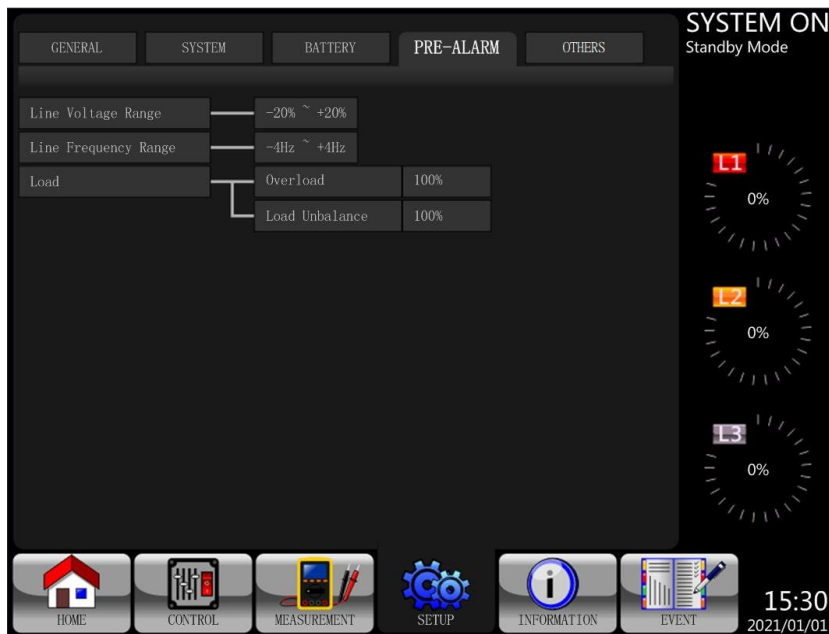 SYSTEM ON
Standby Mode
GENERAL SYSTEM BATTERY PRE-ALARM OTHERS
Line Voltage Range -20% ~ +20%
Line Frequency Range -4Hz ~ +4Hz
Load Overload 100%
Load Unbalance 100%
L1
0%
L2
0%
L3
0%
HOME CONTROL MEASUREMENT SETUP INFORMATION EVENT
15:30
2021/01/01